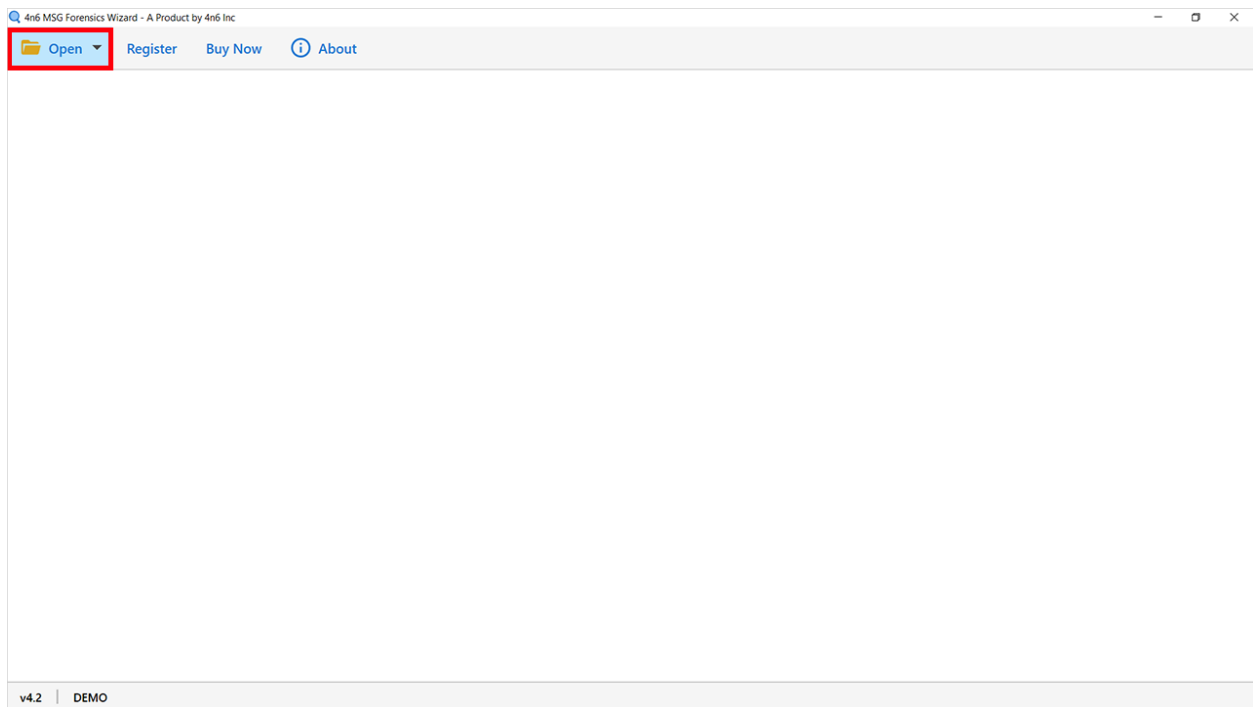 4n6 MSG Forensics Wizard - A Product by 4n6 Inc
Open Register Buy Now About
v4.2 DEMO